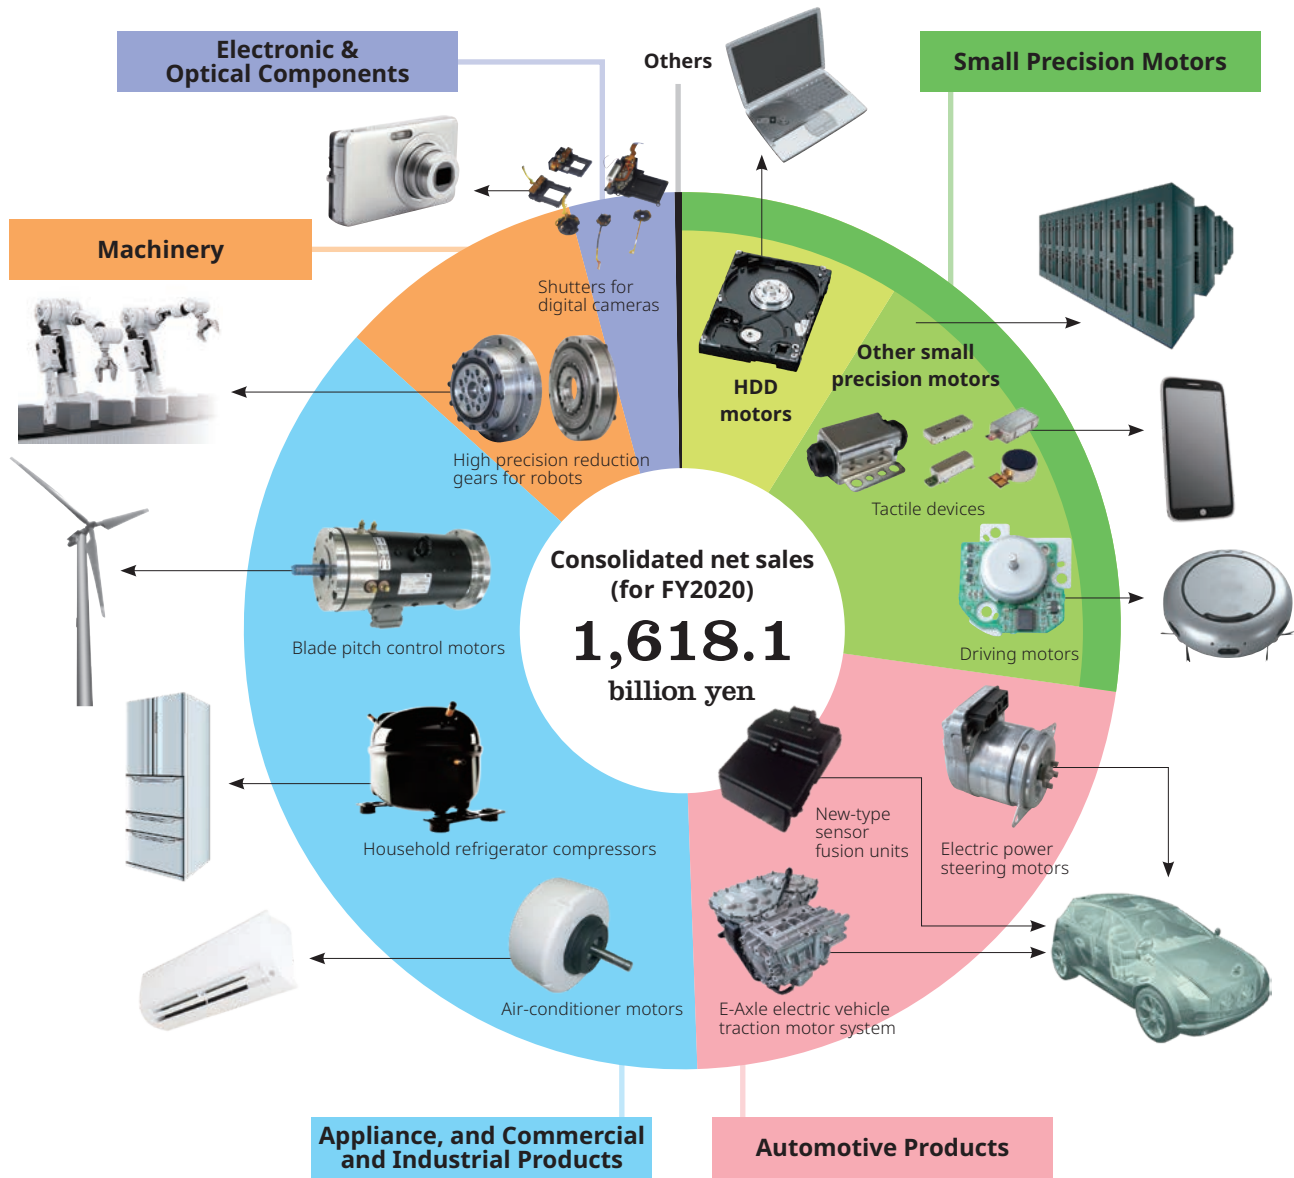 Electronic &
Optical Components
Others
Small Precision Motors
Machinery
Shutters for
digital cameras
HDD
motors
Other small
precision motors
High precision reduction
gears for robots
Tactile devices
Consolidated net sales
(for FY2020)
1,618.1
billion yen
Blade pitch control motors
Driving motors
Household refrigerator compressors
New-type
sensor
fusion units
Electric power
steering motors
Air-conditioner motors
E-Axle electric vehicle
traction motor system
Appliance, and Commercial
and Industrial Products
Automotive Products